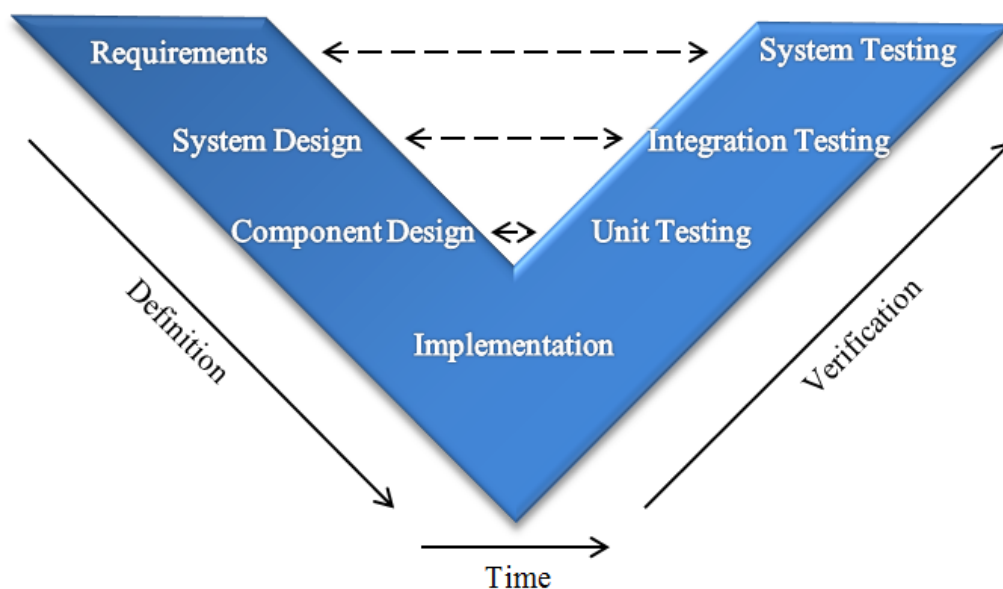 Requirements
System Testing
System Design
Integration Testing
Component Design
Unit Testing
Implementation
Definition
Verification
Time